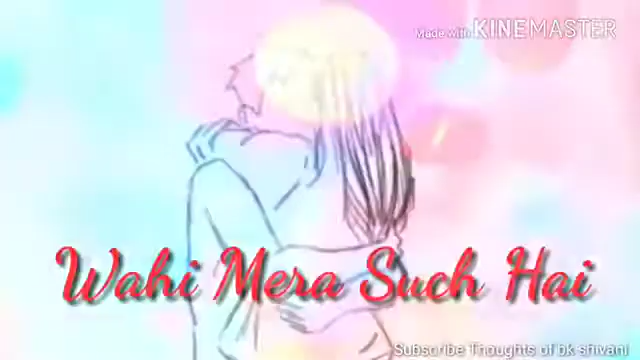 Made with KINEMASTER
Wahi Mera Such Hai
Subscribe Thoughts of bk shivani